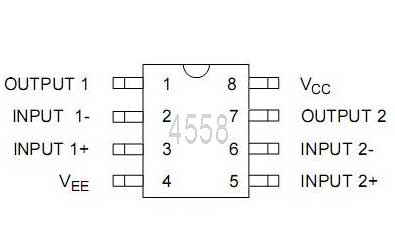 OUTPUT 1 1 8 VCC
INPUT 1- 2 7 OUTPUT 2
4558
INPUT 1+ 3 6 INPUT 2-
VEE 4 5 INPUT 2+